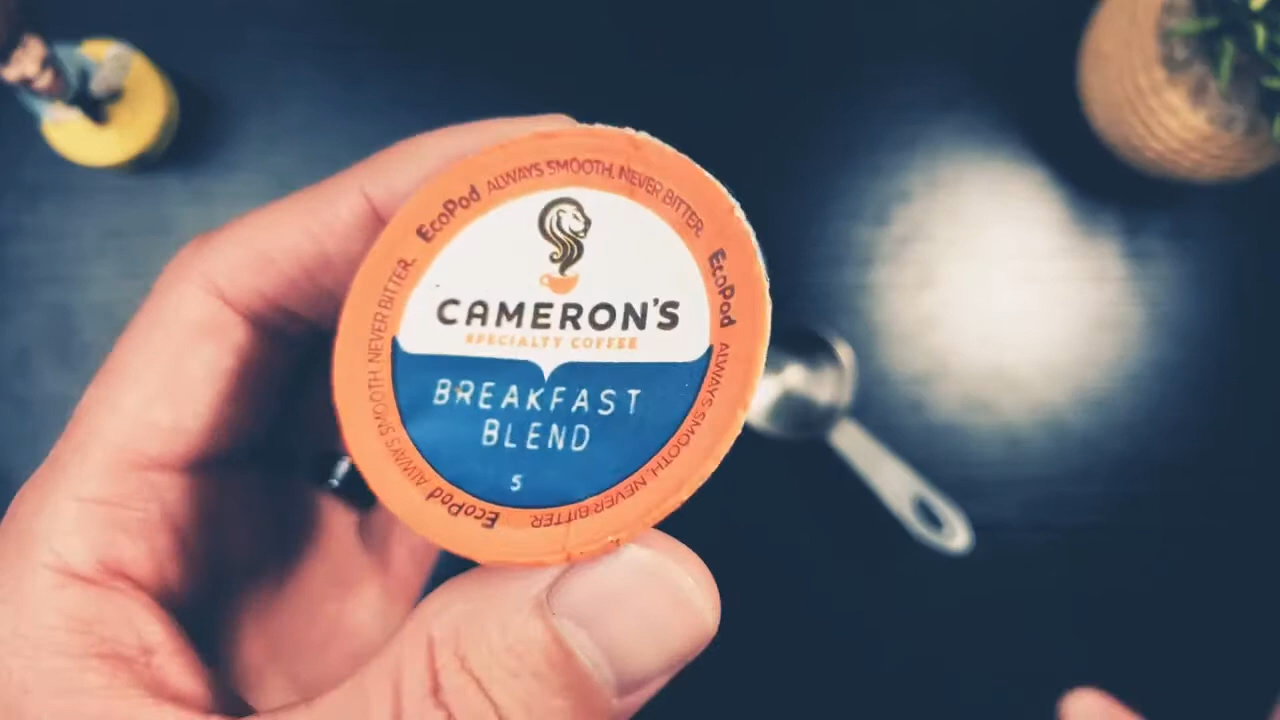 CAMERON'S
SPECIALTY COFFEE
BREAKFAST
BLEND
5
EcoPod ALWAYS SMOOTH. NEVER BITTER.
EcoPod ALWAYS SMOOTH. NEVER BITTER.
EcoPod ALWAYS SMOOTH. NEVER BITTER.